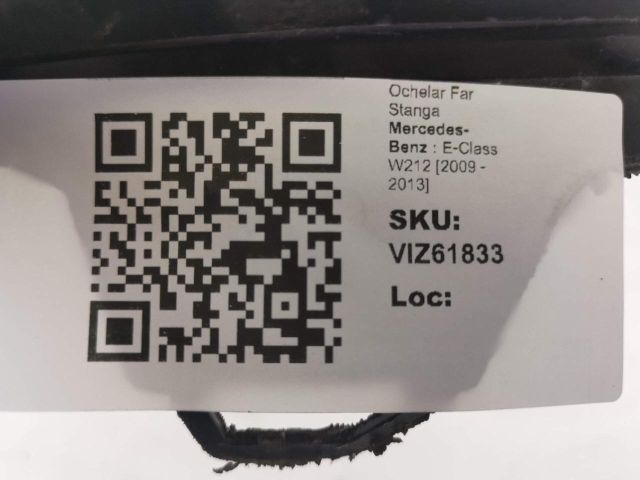 Ochelar Far
Stanga
Mercedes-
Benz : E-Class
W212 [2009 -
2013]
SKU:
VIZ61833
Loc: